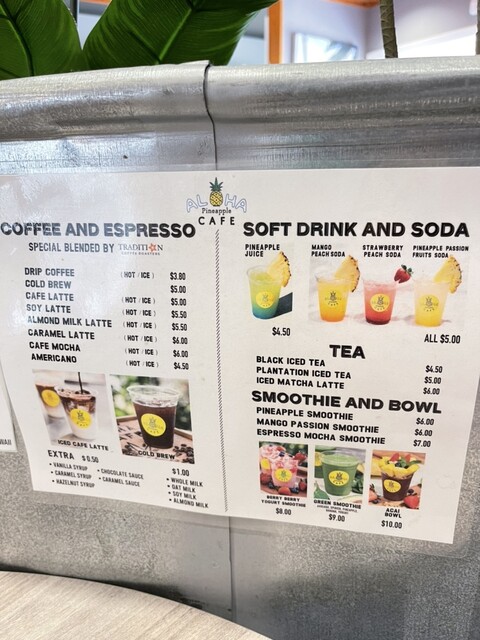 ALOHA
Pineapple
CAFE
COFFEE AND ESPRESSO
SPECIAL BLENDED BY TRADITION
COFFEE ROASTERS
DRIP COFFEE (HOT / ICE) $3.80
COLD BREW $5.00
CAFE LATTE (HOT / ICE) $5.00
SOY LATTE (HOT / ICE) $5.50
ALMOND MILK LATTE (HOT / ICE) $5.50
CARAMEL LATTE (HOT / ICE) $6.00
CAFE MOCHA (HOT / ICE) $6.00
AMERICANO (HOT / ICE) $4.50
ICED CAFE LATTE
COLD BREW
EXTRA $0.50
• VANILLA SYRUP
• CARAMEL SYRUP
• HAZELNUT SYRUP
• CHOCOLATE SAUCE
• CARAMEL SAUCE
$1.00
• WHOLE MILK
• OAT MILK
• SOY MILK
• ALMOND MILK
SOFT DRINK AND SODA
PINEAPPLE
JUICE
MANGO
PEACH SODA
STRAWBERRY
PEACH SODA
PINEAPPLE PASSION
FRUITS SODA
$4.50
ALL $5.00
TEA
BLACK ICED TEA $4.50
PLANTATION ICED TEA $5.00
ICED MATCHA LATTE $6.00
SMOOTHIE AND BOWL
PINEAPPLE SMOOTHIE $6.00
MANGO PASSION SMOOTHIE $6.00
ESPRESSO MOCHA SMOOTHIE $7.00
BERRY BERRY
YOGURT SMOOTHIE
$8.00
GREEN SMOOTHIE
$9.00
ACAI
BOWL
$10.00